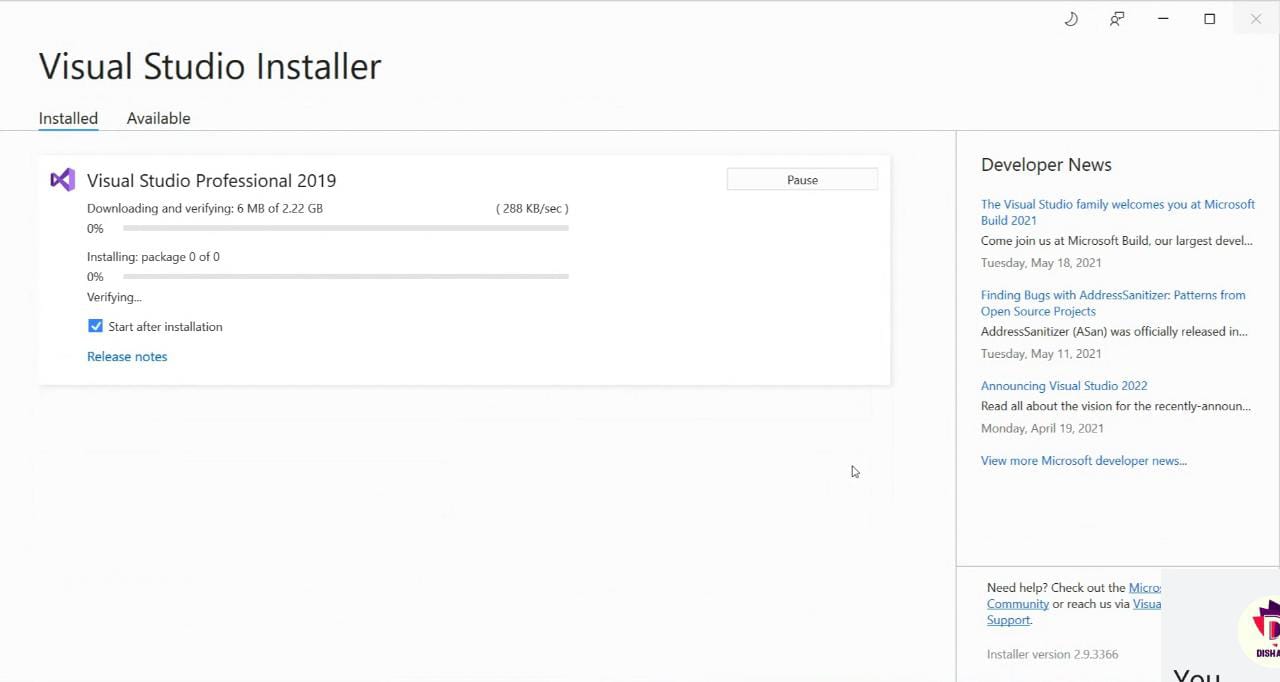 Visual Studio Installer
Installed
Available
Visual Studio Professional 2019
Pause
Downloading and verifying: 6 MB of 2.22 GB
( 288 KB/sec )
0%
Installing: package 0 of 0
0%
Verifying...
Start after installation
Release notes
Developer News
The Visual Studio family welcomes you at Microsoft
Build 2021
Come join us at Microsoft Build, our largest devel...
Tuesday, May 18, 2021
Finding Bugs with AddressSanitizer: Patterns from
Open Source Projects
AddressSanitizer (ASan) was officially released in...
Tuesday, May 11, 2021
Announcing Visual Studio 2022
Read all about the vision for the recently-announ...
Monday, April 19, 2021
View more Microsoft developer news...
Need help? Check out the Micros
Community or reach us via Visua
Support.
Installer version 2.9.3366
DISHA
You